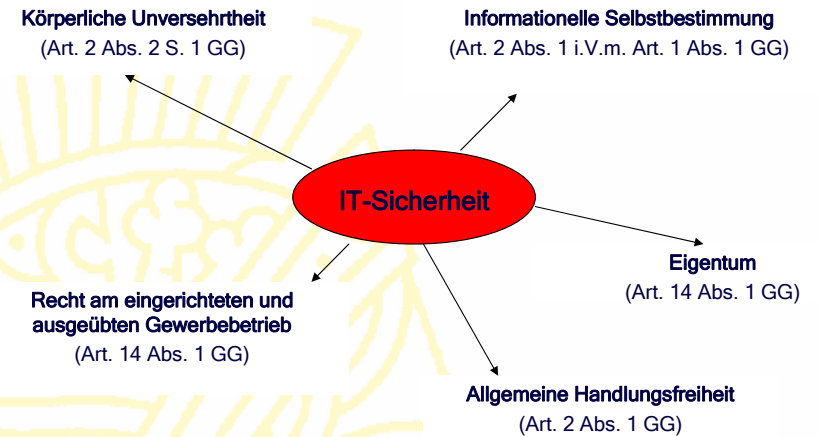 Körperliche Unversehrtheit
(Art. 2 Abs. 2 S. 1 GG)
Informationelle Selbstbestimmung
(Art. 2 Abs. 1 i.V.m. Art. 1 Abs. 1 GG)
IT-Sicherheit
Eigentum
(Art. 14 Abs. 1 GG)
Recht am eingerichteten und
ausgeübten Gewerbebetrieb
(Art. 14 Abs. 1 GG)
Allgemeine Handlungsfreiheit
(Art. 2 Abs. 1 GG)